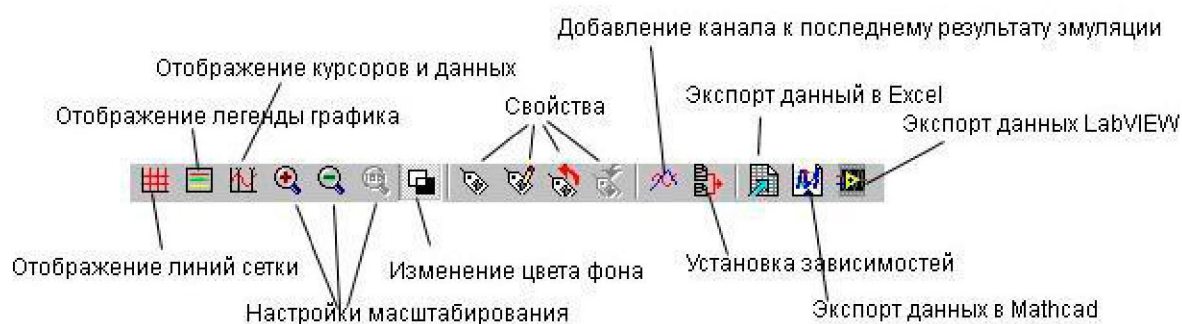 Добавление канала к последнему результату эмуляции
Отображение курсоров и данных
Свойства
Экспорт данный в Excel
Отображение легенды графика
Экспорт данных LabVIEW
Отображение линий сетки
Изменение цвета фона
Установка зависимостей
Настройки масштабирования
Экспорт данных в Mathcad